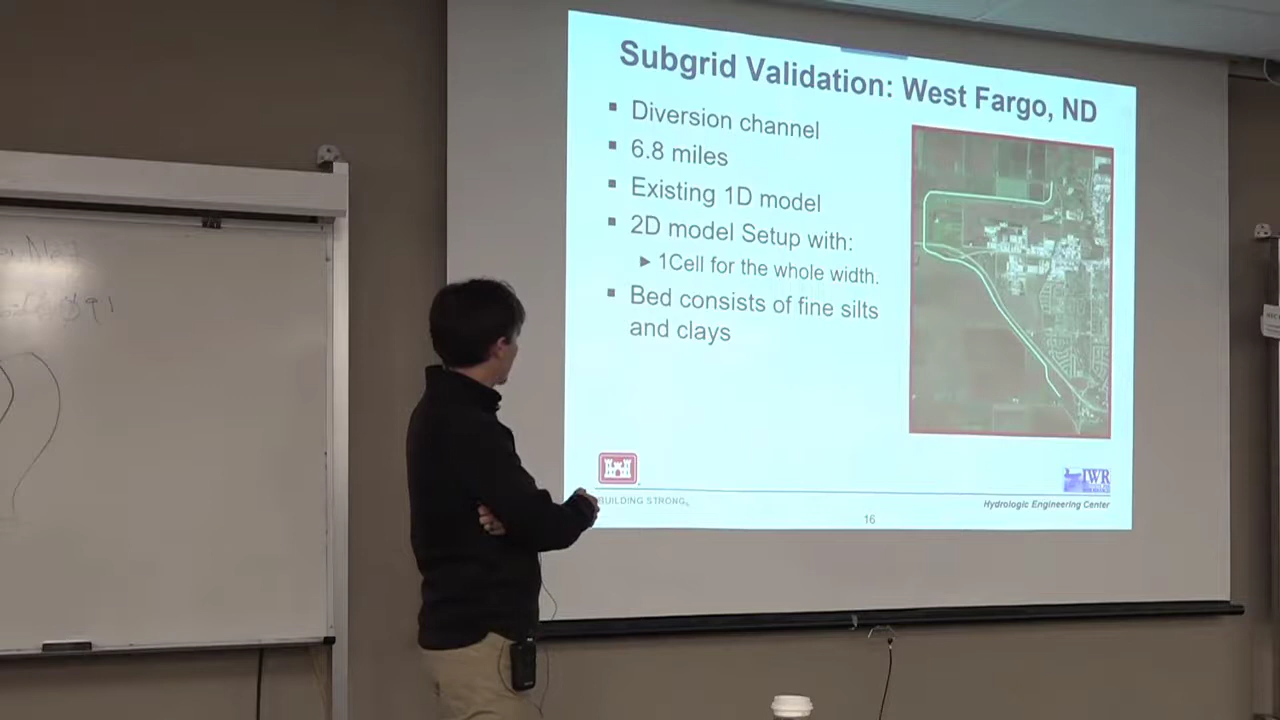 Subgrid Validation: West Fargo, ND
Diversion channel
6.8 miles
Existing 1D model
2D model Setup with:
1Cell for the whole width.
Bed consists of fine silts
and clays
BUILDING STRONG®
IWR
Hydrologic Engineering Center
16